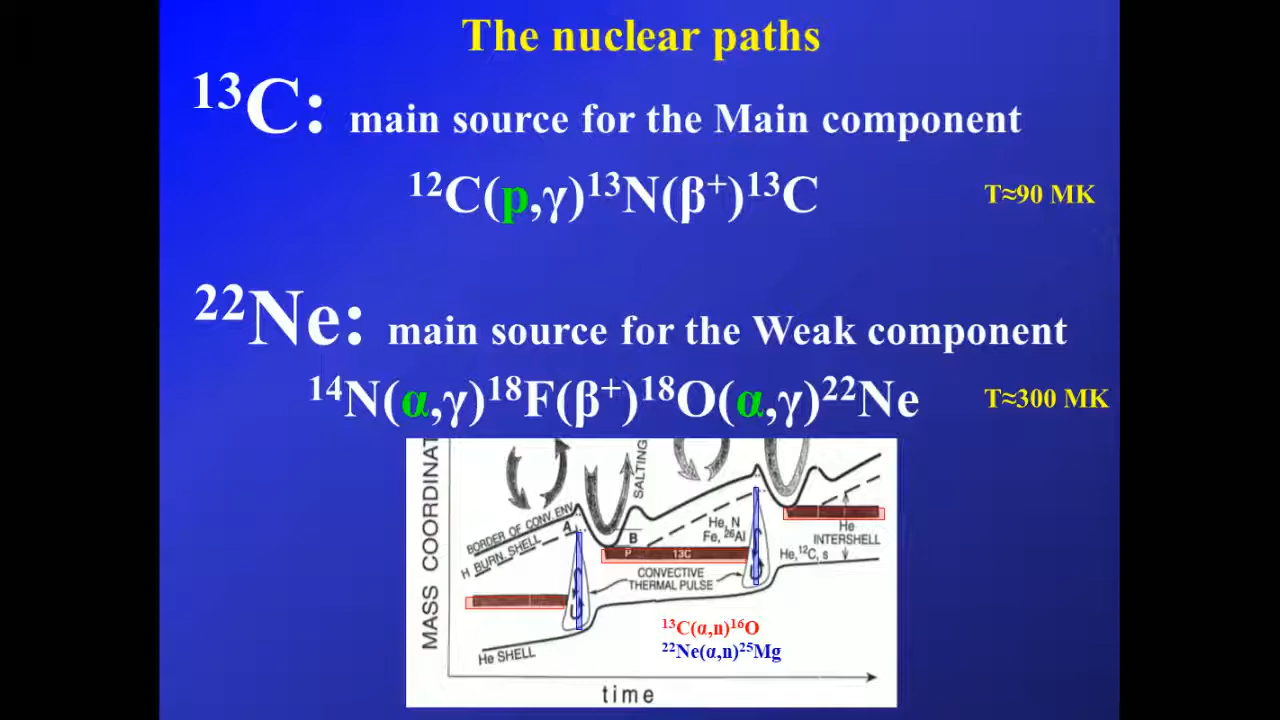 The nuclear paths
¹³C: main source for the Main component
¹²C(p,γ)¹³N(β⁺)¹³C T≈90 MK
²²Ne: main source for the Weak component
¹⁴N(α,γ)¹⁸F(β⁺)¹⁸O(α,γ)²²Ne T≈300 MK
MASS COORDINAT
SALTING
BORDER OF CONV. ENV.
A
H BURN. SHELL
B
He, N
Fe, ²⁶Al
He
INTERSHELL
P 13C
He, ¹²C, s
CONVECTIVE
THERMAL PULSE
¹³C(α,n)¹⁶O
²²Ne(α,n)²⁵Mg
He SHELL
time